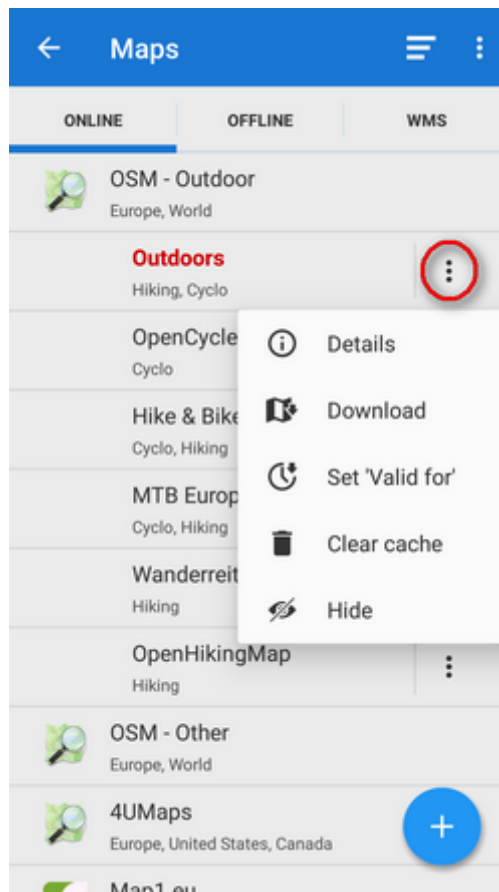 Maps
ONLINE OFFLINE WMS
OSM - Outdoor
Europe, World
Outdoors
Hiking, Cyclo
OpenCycle
Cyclo
Hike & Bike
Cyclo, Hiking
MTB Europ
Cyclo, Hiking
Wanderreit
Hiking
OpenHikingMap
Hiking
Details
Download
Set 'Valid for'
Clear cache
Hide
OSM - Other
Europe, World
4UMaps
Europe, United States, Canada
Map1.eu